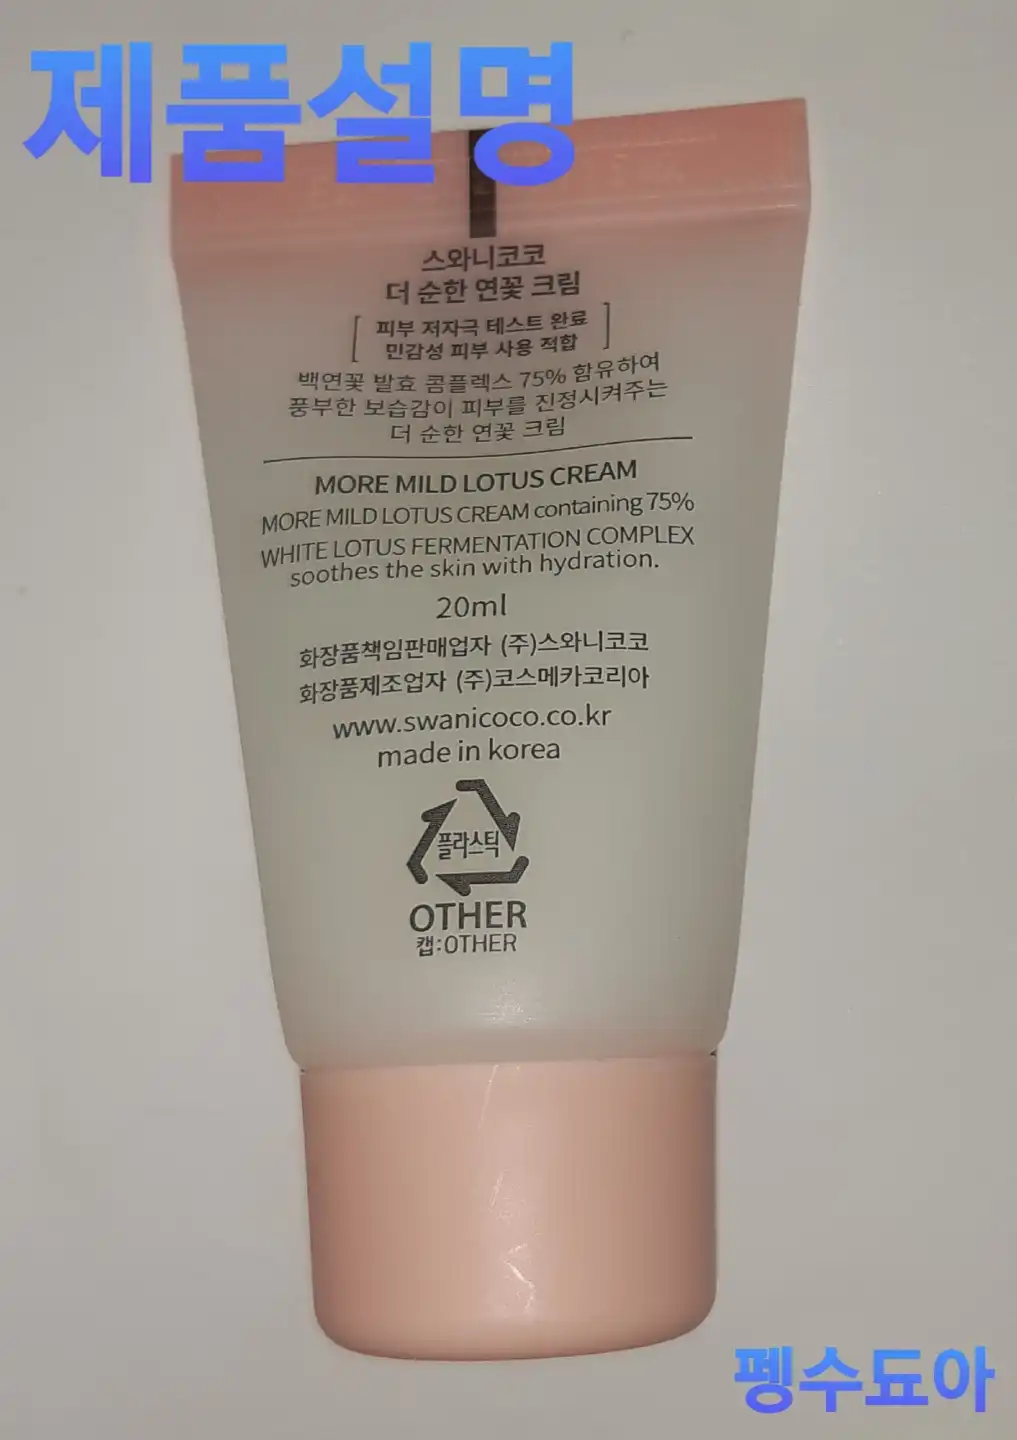 제품설명
스와니코코
더 순한 연꽃 크림
피부 저자극 테스트 완료
민감성 피부 사용 적합
백연꽃 발효 콤플렉스 75% 함유하여
풍부한 보습감이 피부를 진정시켜주는
더 순한 연꽃 크림
MORE MILD LOTUS CREAM
MORE MILD LOTUS CREAM containing 75%
WHITE LOTUS FERMENTATION COMPLEX
soothes the skin with hydration.
20ml
화장품책임판매업자 (주)스와니코코
화장품제조업자 (주)코스메카코리아
www.swanicoco.co.kr
made in korea
플라스틱
OTHER
캡:OTHER
펭수됴아